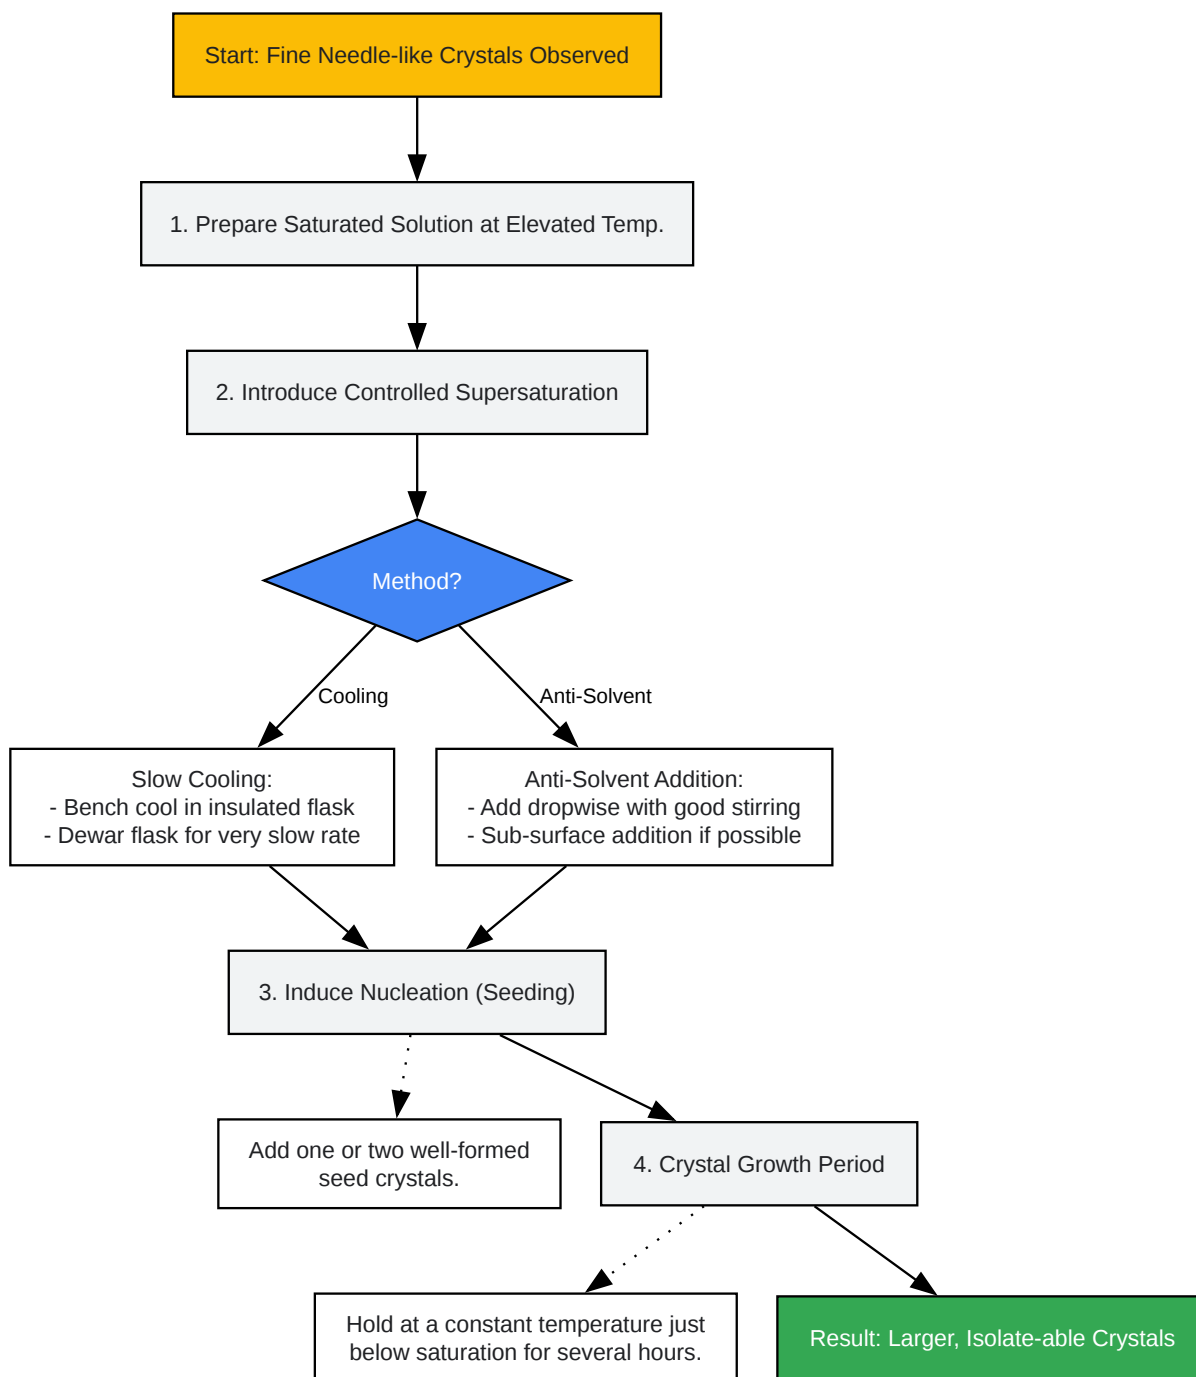 Start: Fine Needle-like Crystals Observed
1. Prepare Saturated Solution at Elevated Temp.
2. Introduce Controlled Supersaturation
Method?
Cooling
Anti-Solvent
Slow Cooling:
- Bench cool in insulated flask
- Dewar flask for very slow rate
Anti-Solvent Addition:
- Add dropwise with good stirring
- Sub-surface addition if possible
3. Induce Nucleation (Seeding)
Add one or two well-formed
seed crystals.
4. Crystal Growth Period
Hold at a constant temperature just
below saturation for several hours.
Result: Larger, Isolate-able Crystals